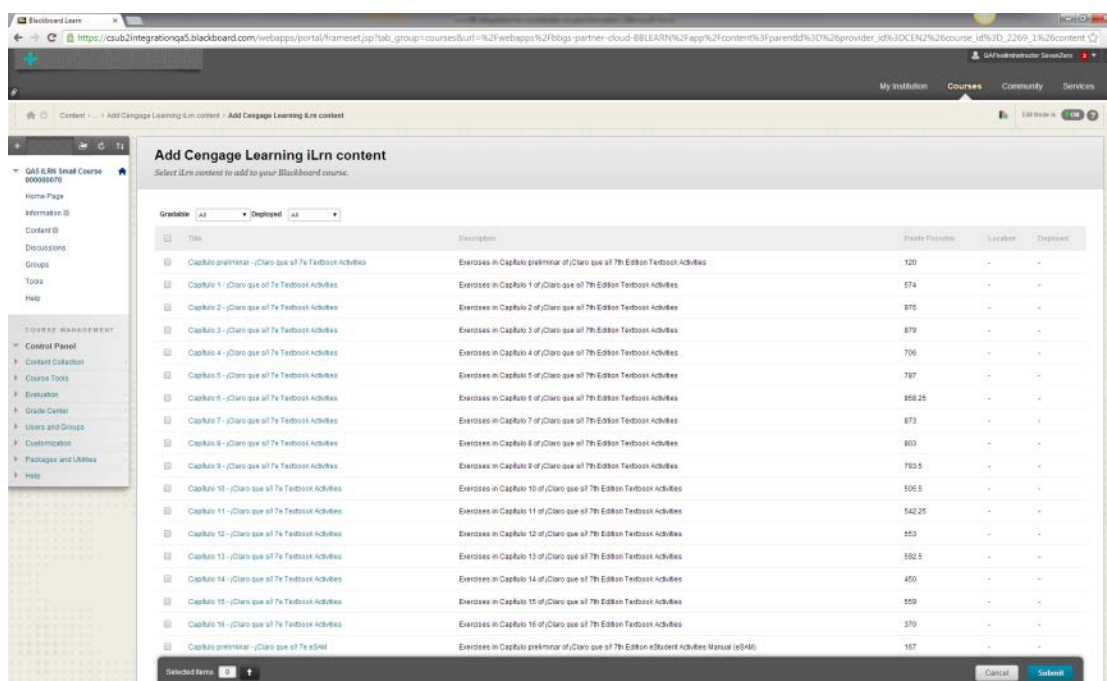 Blackboard Learn
https://csub2integrationqa5.blackboard.com/webapps/portal/frameset.jsp?tab_group=courses&url=%2Fwebapps%2Fbbgs-partner-cloud-BBLEARN%2Fapp%2Fcontent%3FparentId%3D%26provider_id%3DCEN2%26course_id%3D_2269_1%26content
My Institution Courses Community Services
Content Add Cengage Learning iLrn content Add Cengage Learning iLrn content Edit Mode is: ON
QA5 ILRN Small Course 000000070
Home Page
Information
Content
Discussions
Groups
Tools
Help
COURSE MANAGEMENT
Control Panel
Content Collection
Course Tools
Evaluation
Grade Center
Users and Groups
Customization
Packages and Utilities
Help
Add Cengage Learning iLrn content
Select iLrn content to add to your Blackboard course.
Gradable All Deployed All
Title Description Points Possible Location Deployed
Capítulo preliminar - ¡Claro que sí! 7e Textbook Activities Exercises in Capítulo preliminar of ¡Claro que sí! 7th Edition Textbook Activities 120 - -
Capítulo 1 - ¡Claro que sí! 7e Textbook Activities Exercises in Capítulo 1 of ¡Claro que sí! 7th Edition Textbook Activities 574 - -
Capítulo 2 - ¡Claro que sí! 7e Textbook Activities Exercises in Capítulo 2 of ¡Claro que sí! 7th Edition Textbook Activities 976 - -
Capítulo 3 - ¡Claro que sí! 7e Textbook Activities Exercises in Capítulo 3 of ¡Claro que sí! 7th Edition Textbook Activities 879 - -
Capítulo 4 - ¡Claro que sí! 7e Textbook Activities Exercises in Capítulo 4 of ¡Claro que sí! 7th Edition Textbook Activities 706 - -
Capítulo 5 - ¡Claro que sí! 7e Textbook Activities Exercises in Capítulo 5 of ¡Claro que sí! 7th Edition Textbook Activities 787 - -
Capítulo 6 - ¡Claro que sí! 7e Textbook Activities Exercises in Capítulo 6 of ¡Claro que sí! 7th Edition Textbook Activities 858.25 - -
Capítulo 7 - ¡Claro que sí! 7e Textbook Activities Exercises in Capítulo 7 of ¡Claro que sí! 7th Edition Textbook Activities 873 - -
Capítulo 8 - ¡Claro que sí! 7e Textbook Activities Exercises in Capítulo 8 of ¡Claro que sí! 7th Edition Textbook Activities 803 - -
Capítulo 9 - ¡Claro que sí! 7e Textbook Activities Exercises in Capítulo 9 of ¡Claro que sí! 7th Edition Textbook Activities 793.5 - -
Capítulo 10 - ¡Claro que sí! 7e Textbook Activities Exercises in Capítulo 10 of ¡Claro que sí! 7th Edition Textbook Activities 505.5 - -
Capítulo 11 - ¡Claro que sí! 7e Textbook Activities Exercises in Capítulo 11 of ¡Claro que sí! 7th Edition Textbook Activities 542.25 - -
Capítulo 12 - ¡Claro que sí! 7e Textbook Activities Exercises in Capítulo 12 of ¡Claro que sí! 7th Edition Textbook Activities 553 - -
Capítulo 13 - ¡Claro que sí! 7e Textbook Activities Exercises in Capítulo 13 of ¡Claro que sí! 7th Edition Textbook Activities 592.5 - -
Capítulo 14 - ¡Claro que sí! 7e Textbook Activities Exercises in Capítulo 14 of ¡Claro que sí! 7th Edition Textbook Activities 450 - -
Capítulo 15 - ¡Claro que sí! 7e Textbook Activities Exercises in Capítulo 15 of ¡Claro que sí! 7th Edition Textbook Activities 559 - -
Capítulo 16 - ¡Claro que sí! 7e Textbook Activities Exercises in Capítulo 16 of ¡Claro que sí! 7th Edition Textbook Activities 370 - -
Capítulo preliminar - ¡Claro que sí! 7e eSAM Exercises in Capítulo preliminar of ¡Claro que sí! 7th Edition eStudent Activities Manual (eSAM) 167 - -
Selected Items 0 Cancel Submit